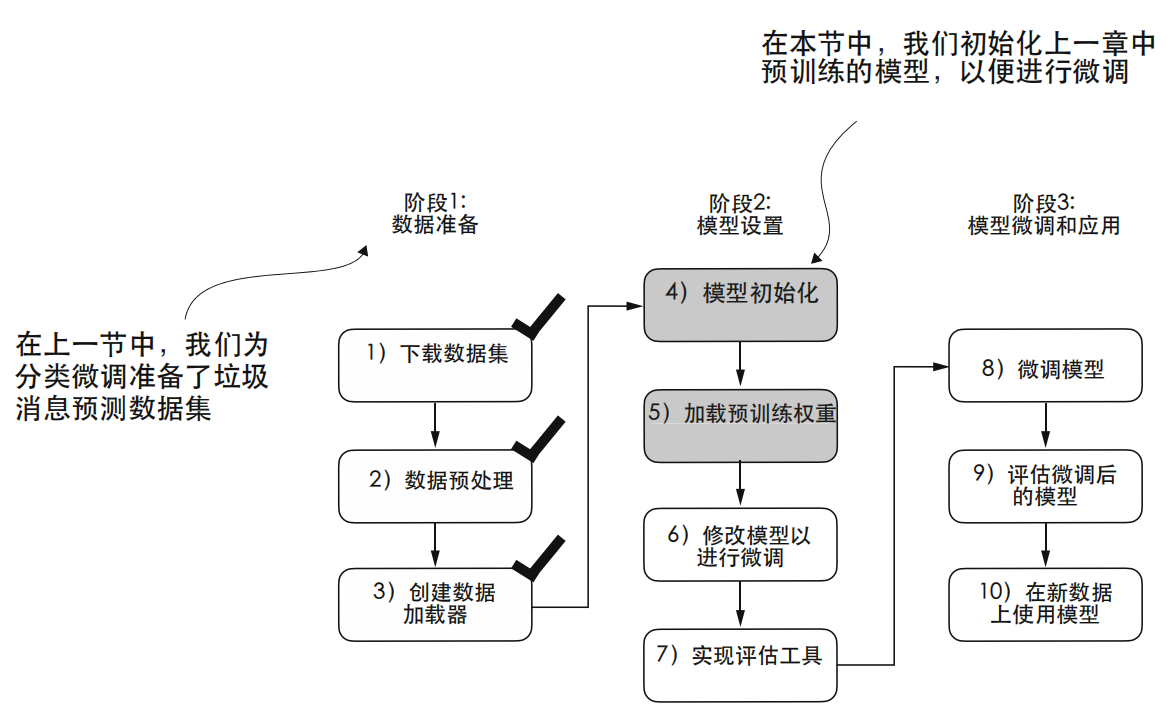 在本节中，我们初始化上一章中
预训练的模型，以便进行微调
阶段1：
数据准备
阶段2：
模型设置
阶段3：
模型微调和应用
在上一节中，我们为
分类微调准备了垃圾
消息预测数据集
1）下载数据集
2）数据预处理
3）创建数据
加载器
4）模型初始化
5）加载预训练权重
6）修改模型以
进行微调
7）实现评估工具
8）微调模型
9）评估微调后
的模型
10）在新数据
上使用模型